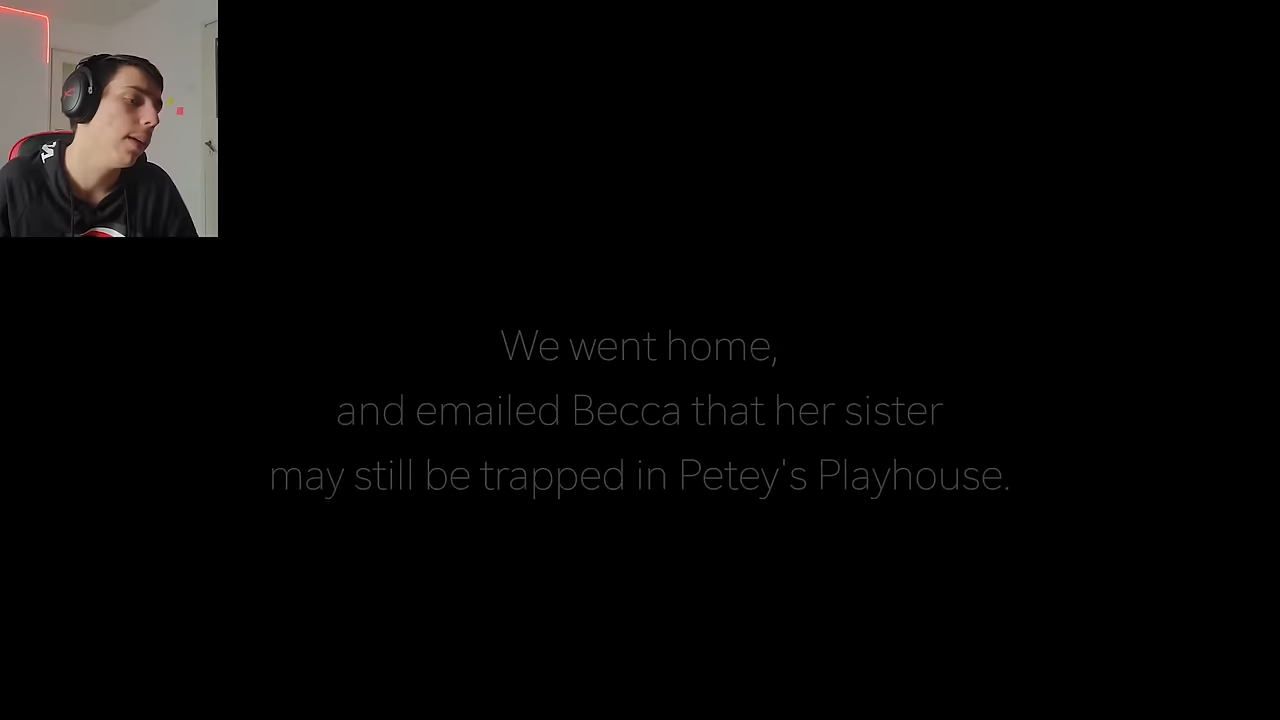 We went home,
and emailed Becca that her sister
may still be trapped in Petey's Playhouse.